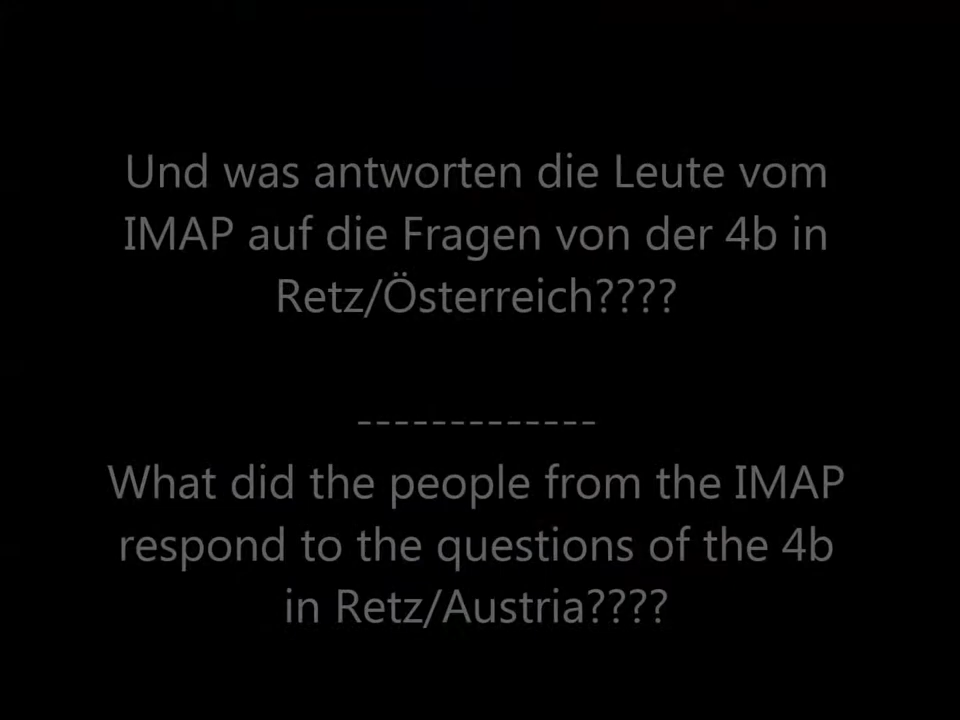 Und was antworten die Leute vom
IMAP auf die Fragen von der 4b in
Retz/Österreich????
-------------
What did the people from the IMAP
respond to the questions of the 4b
in Retz/Austria????